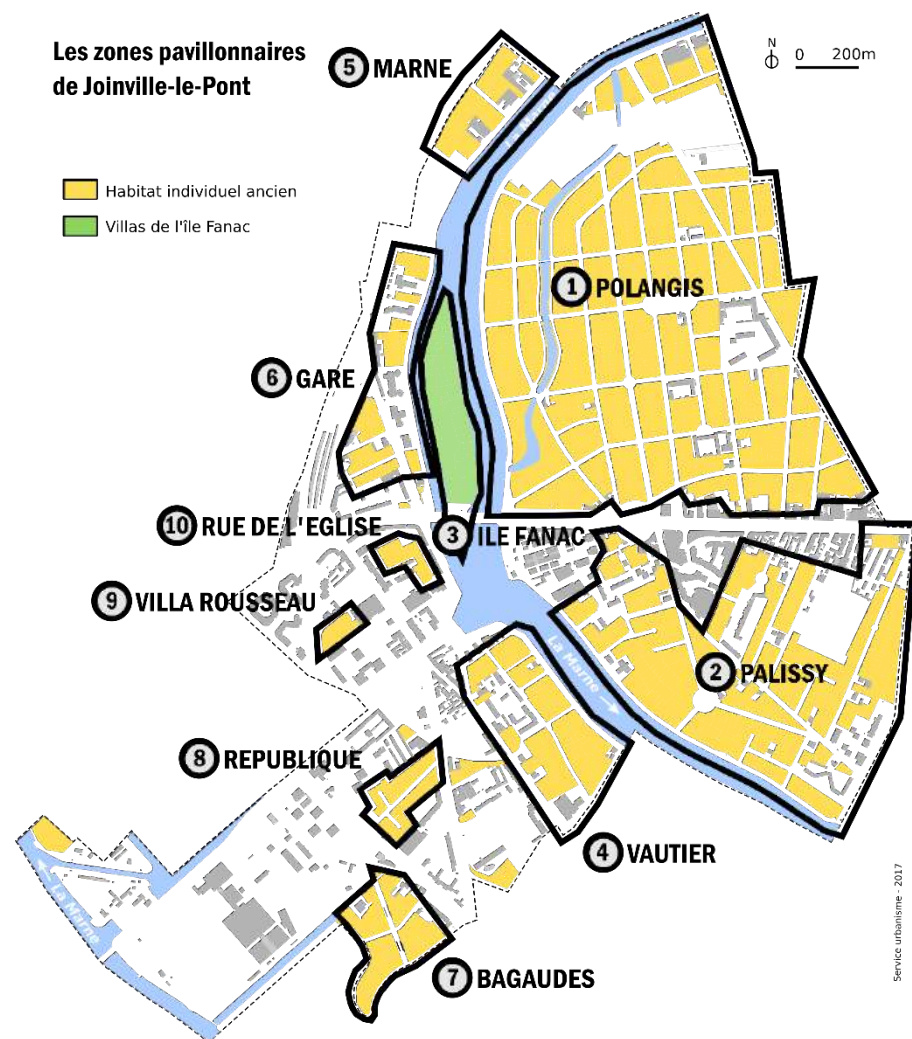 Les zones pavillonnaires
de Joinville-le-Pont
5 MARNE
N
0 200m
Habitat individuel ancien
Villas de l'île Fanac
La Marne
1 POLANGIS
6 GARE
10 RUE DE L'EGLISE
3 ILE FANAC
9 VILLA ROUSSEAU
La Marne →
2 PALISSY
8 REPUBLIQUE
4 VAUTIER
← La Marne
7 BAGAUDES
Service urbanisme - 2017